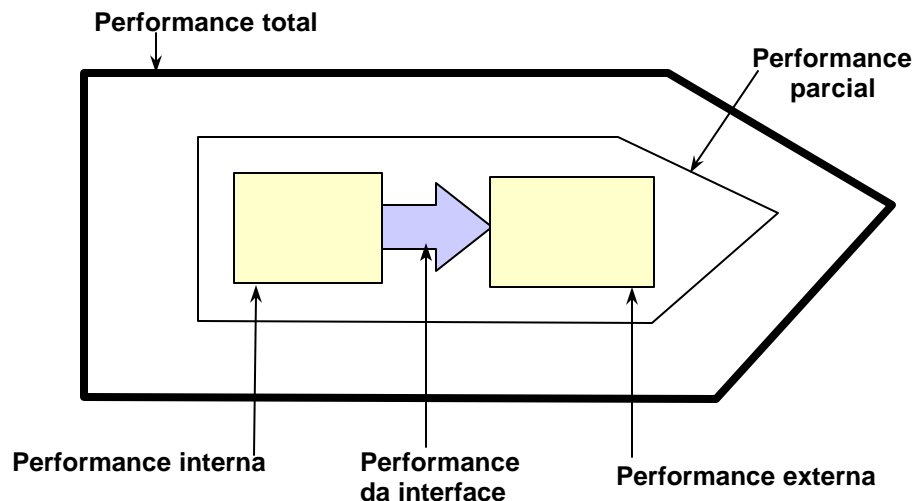 Performance total
Performance
parcial
Performance interna
Performance
da interface
Performance externa